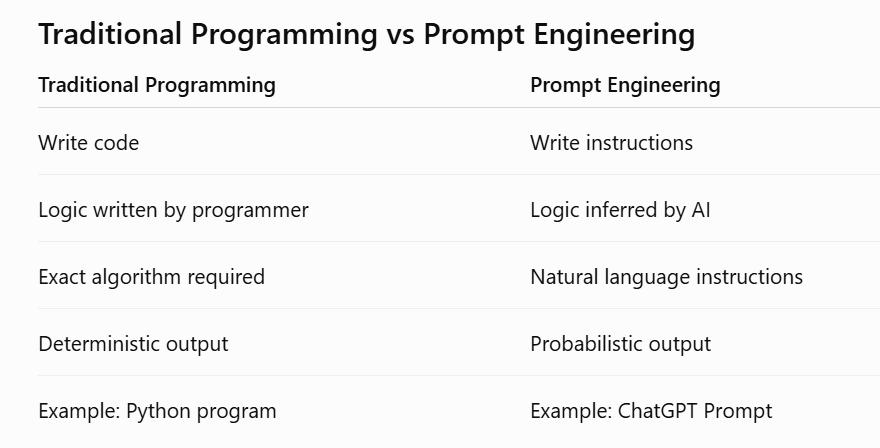 Traditional Programming vs Prompt Engineering
Traditional Programming Prompt Engineering
Write code Write instructions
Logic written by programmer Logic inferred by AI
Exact algorithm required Natural language instructions
Deterministic output Probabilistic output
Example: Python program Example: ChatGPT Prompt